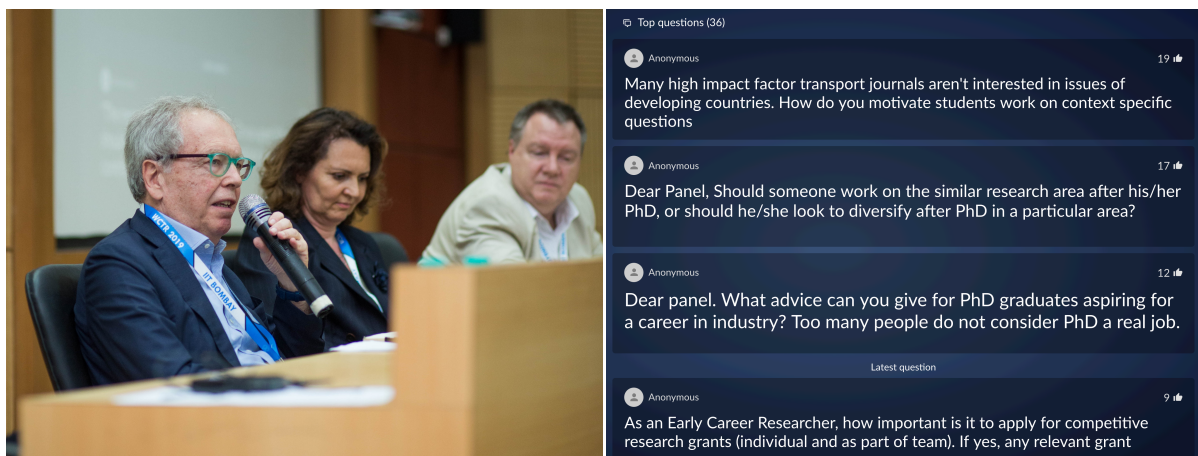 WCTR 2019
IIT BOMBAY
Top questions (36)
Anonymous
19
Many high impact factor transport journals aren't interested in issues of
developing countries. How do you motivate students work on context specific
questions
Anonymous
17
Dear Panel, Should someone work on the similar research area after his/her
PhD, or should he/she look to diversify after PhD in a particular area?
Anonymous
12
Dear panel. What advice can you give for PhD graduates aspiring for
a career in industry? Too many people do not consider PhD a real job.
Latest question
Anonymous
9
As an Early Career Researcher, how important is it to apply for competitive
research grants (individual and as part of team). If yes, any relevant grant